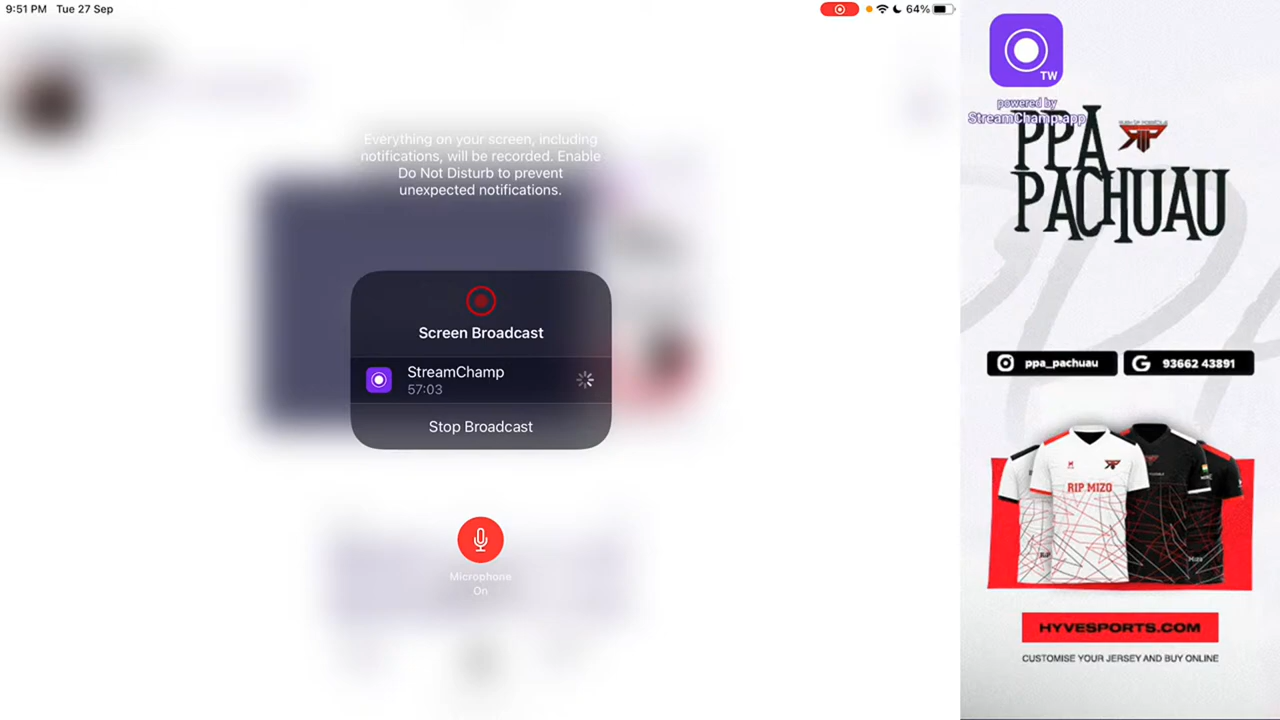 9:51 PM Tue 27 Sep
64%
Everything on your screen, including
notifications, will be recorded. Enable
Do Not Disturb to prevent
unexpected notifications.
Screen Broadcast
StreamChamp
57:03
Stop Broadcast
Microphone
On
TW
powered by
StreamChamp.app
PPA
PACHUAU
RIP
ppa_pachuau
G 93662 43891
RIP MIZO
HYVESPORTS.COM
CUSTOMISE YOUR JERSEY AND BUY ONLINE